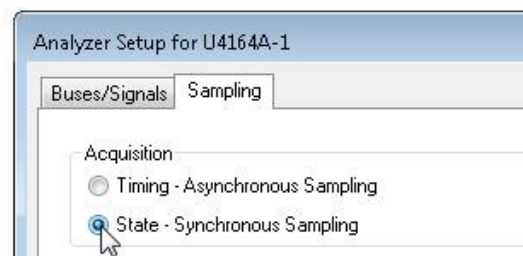 Analyzer Setup for U4164A-1
Buses/Signals Sampling
Acquisition
Timing - Asynchronous Sampling
State - Synchronous Sampling